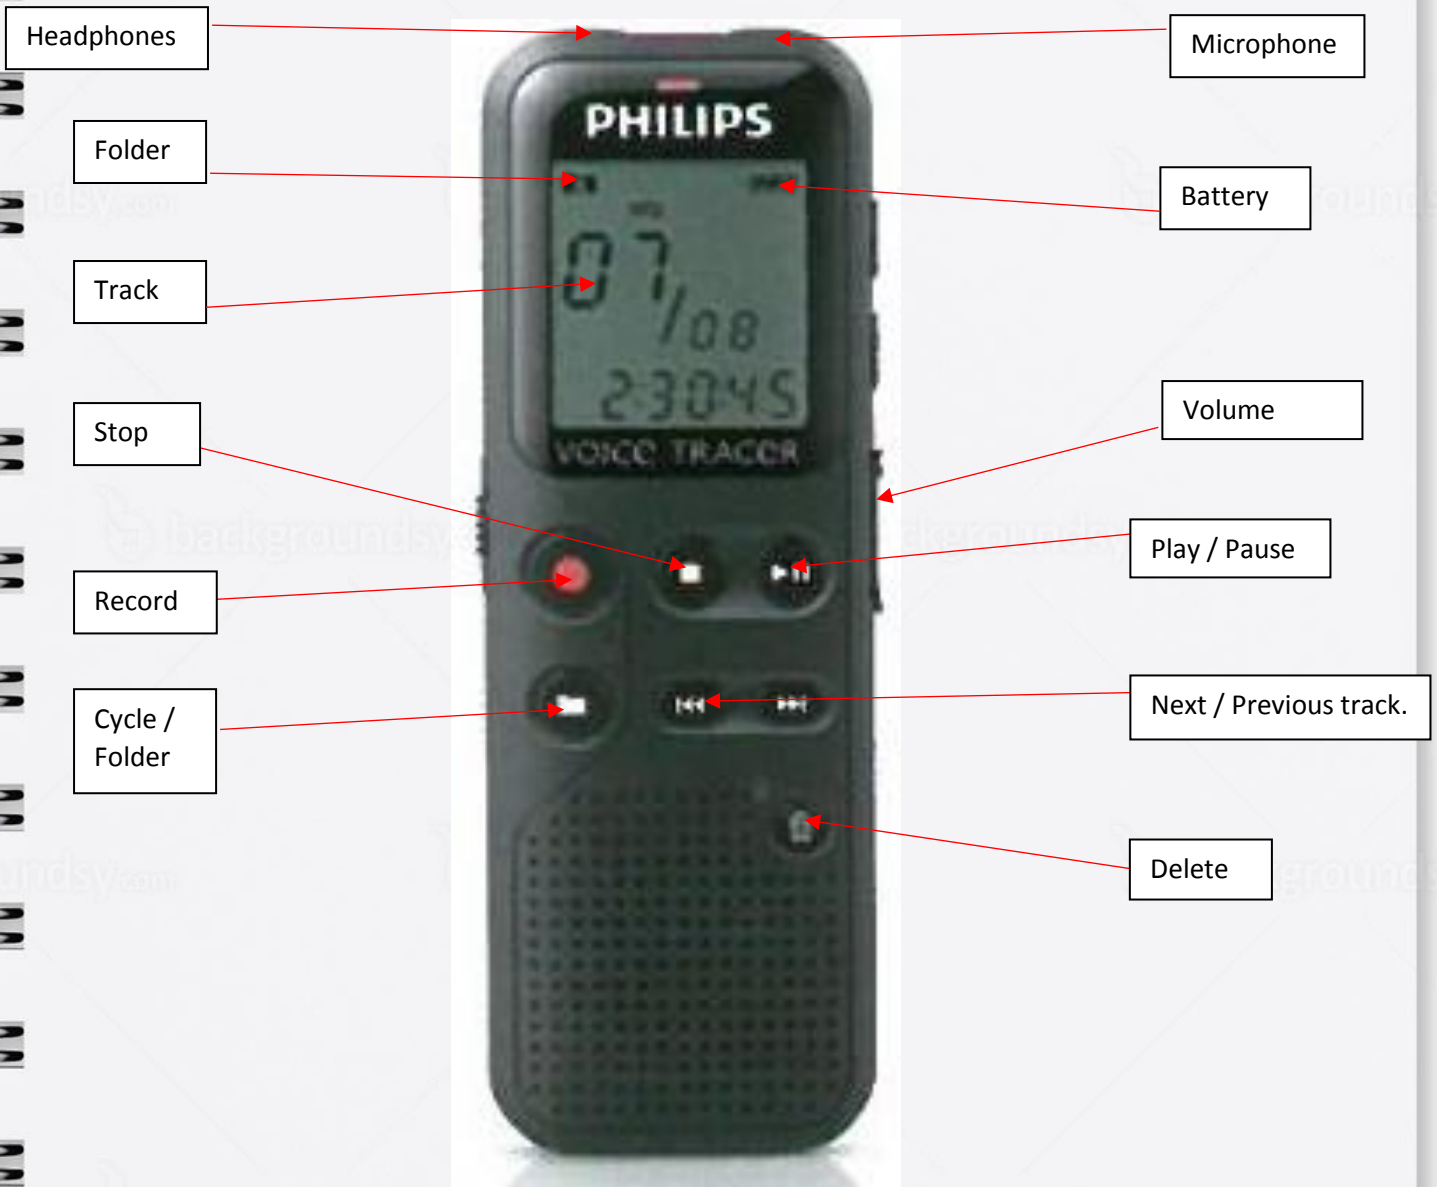 Headphones
Microphone
PHILIPS
Folder
Battery
07
Track
/08
2:30:45
Volume
Stop
VOICE TRACER
backgroundsy
Play / Pause
Record
Next / Previous track.
Cycle /
Folder
Delete